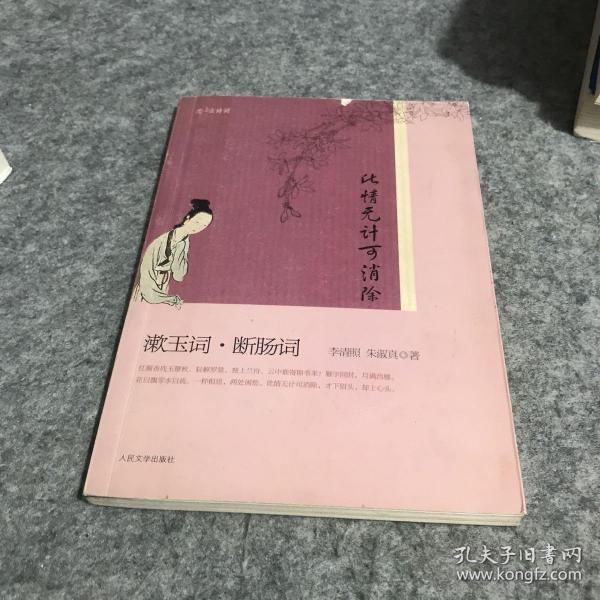 恋上古诗词
此情无计可消除
漱玉词·断肠词
李清照 朱淑真◎著
红藕香残玉簟秋。轻解罗裳,独上兰舟。云中谁寄锦书来?雁字回时,月满西楼。
花自飘零水自流。一种相思,两处闲愁。此情无计可消除,才下眉头,却上心头。
人民文学出版社
孔夫子旧书网
www.kongfz.com